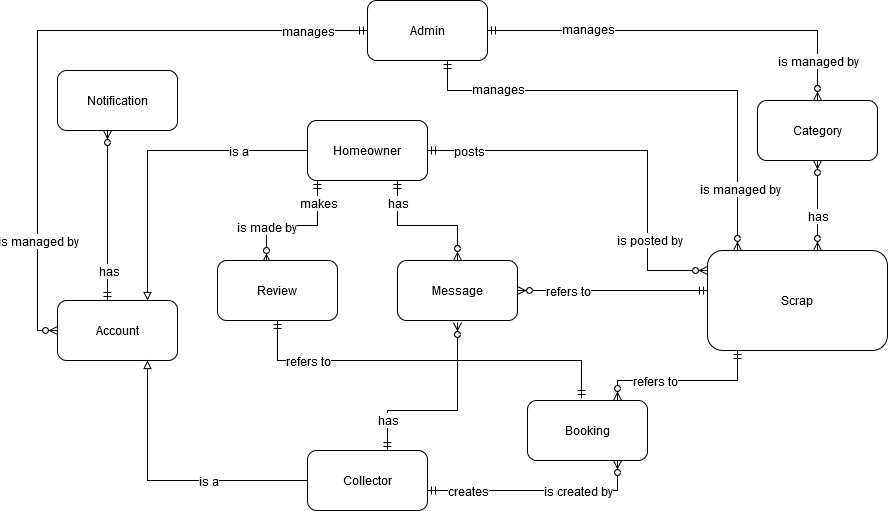 Admin
manages
manages
is managed by
manages
Notification
Category
Homeowner
is a
posts
is managed by
makes
has
has
is made by
is managed by
is posted by
has
Review
Message
refers to
Scrap
Account
refers to
refers to
has
Booking
Collector
is a
creates
is created by